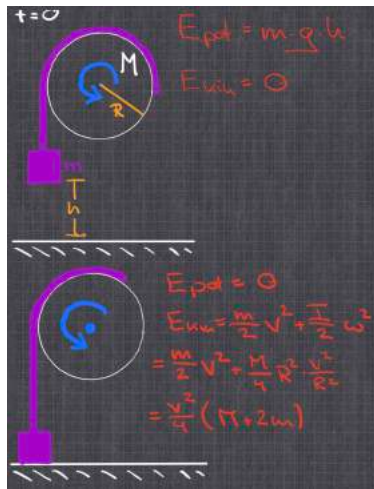 t=0
E_pot = m·g·h
M
E_kin = 0
R
m
h
E_pot = 0
E_kin = m/2 v² + I/2 ω²
= m/2 v² + M/4 R² v²/R²
= v²/4 (M+2m)